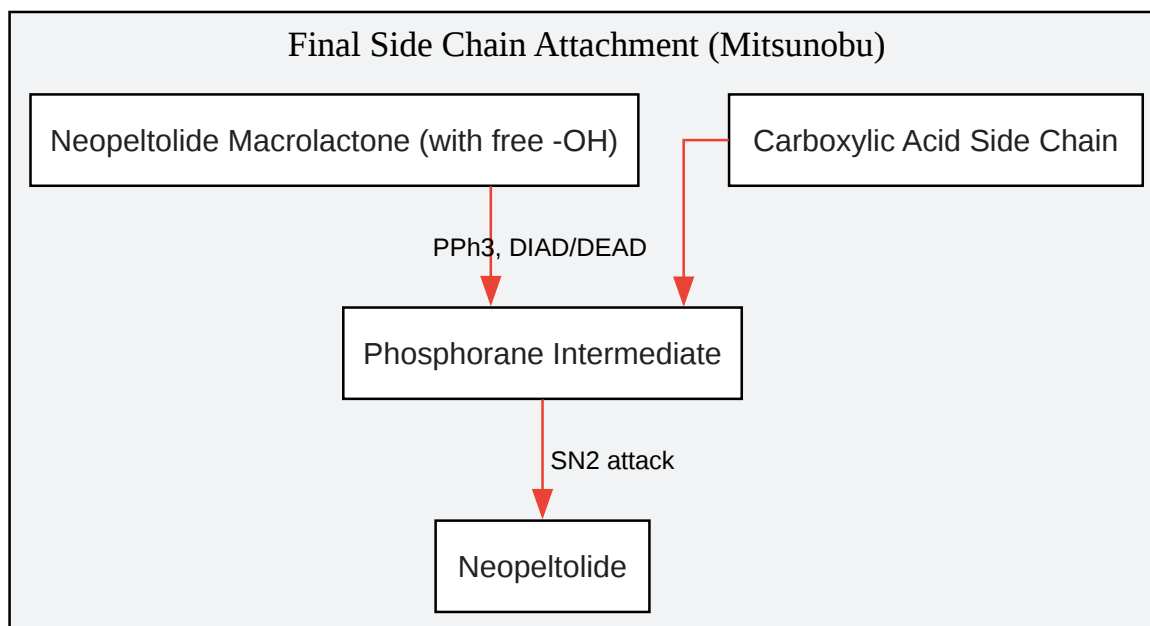 Final Side Chain Attachment (Mitsunobu)
Neopeltolide Macrolactone (with free -OH)
Carboxylic Acid Side Chain
PPh3, DIAD/DEAD
Phosphorane Intermediate
SN2 attack
Neopeltolide